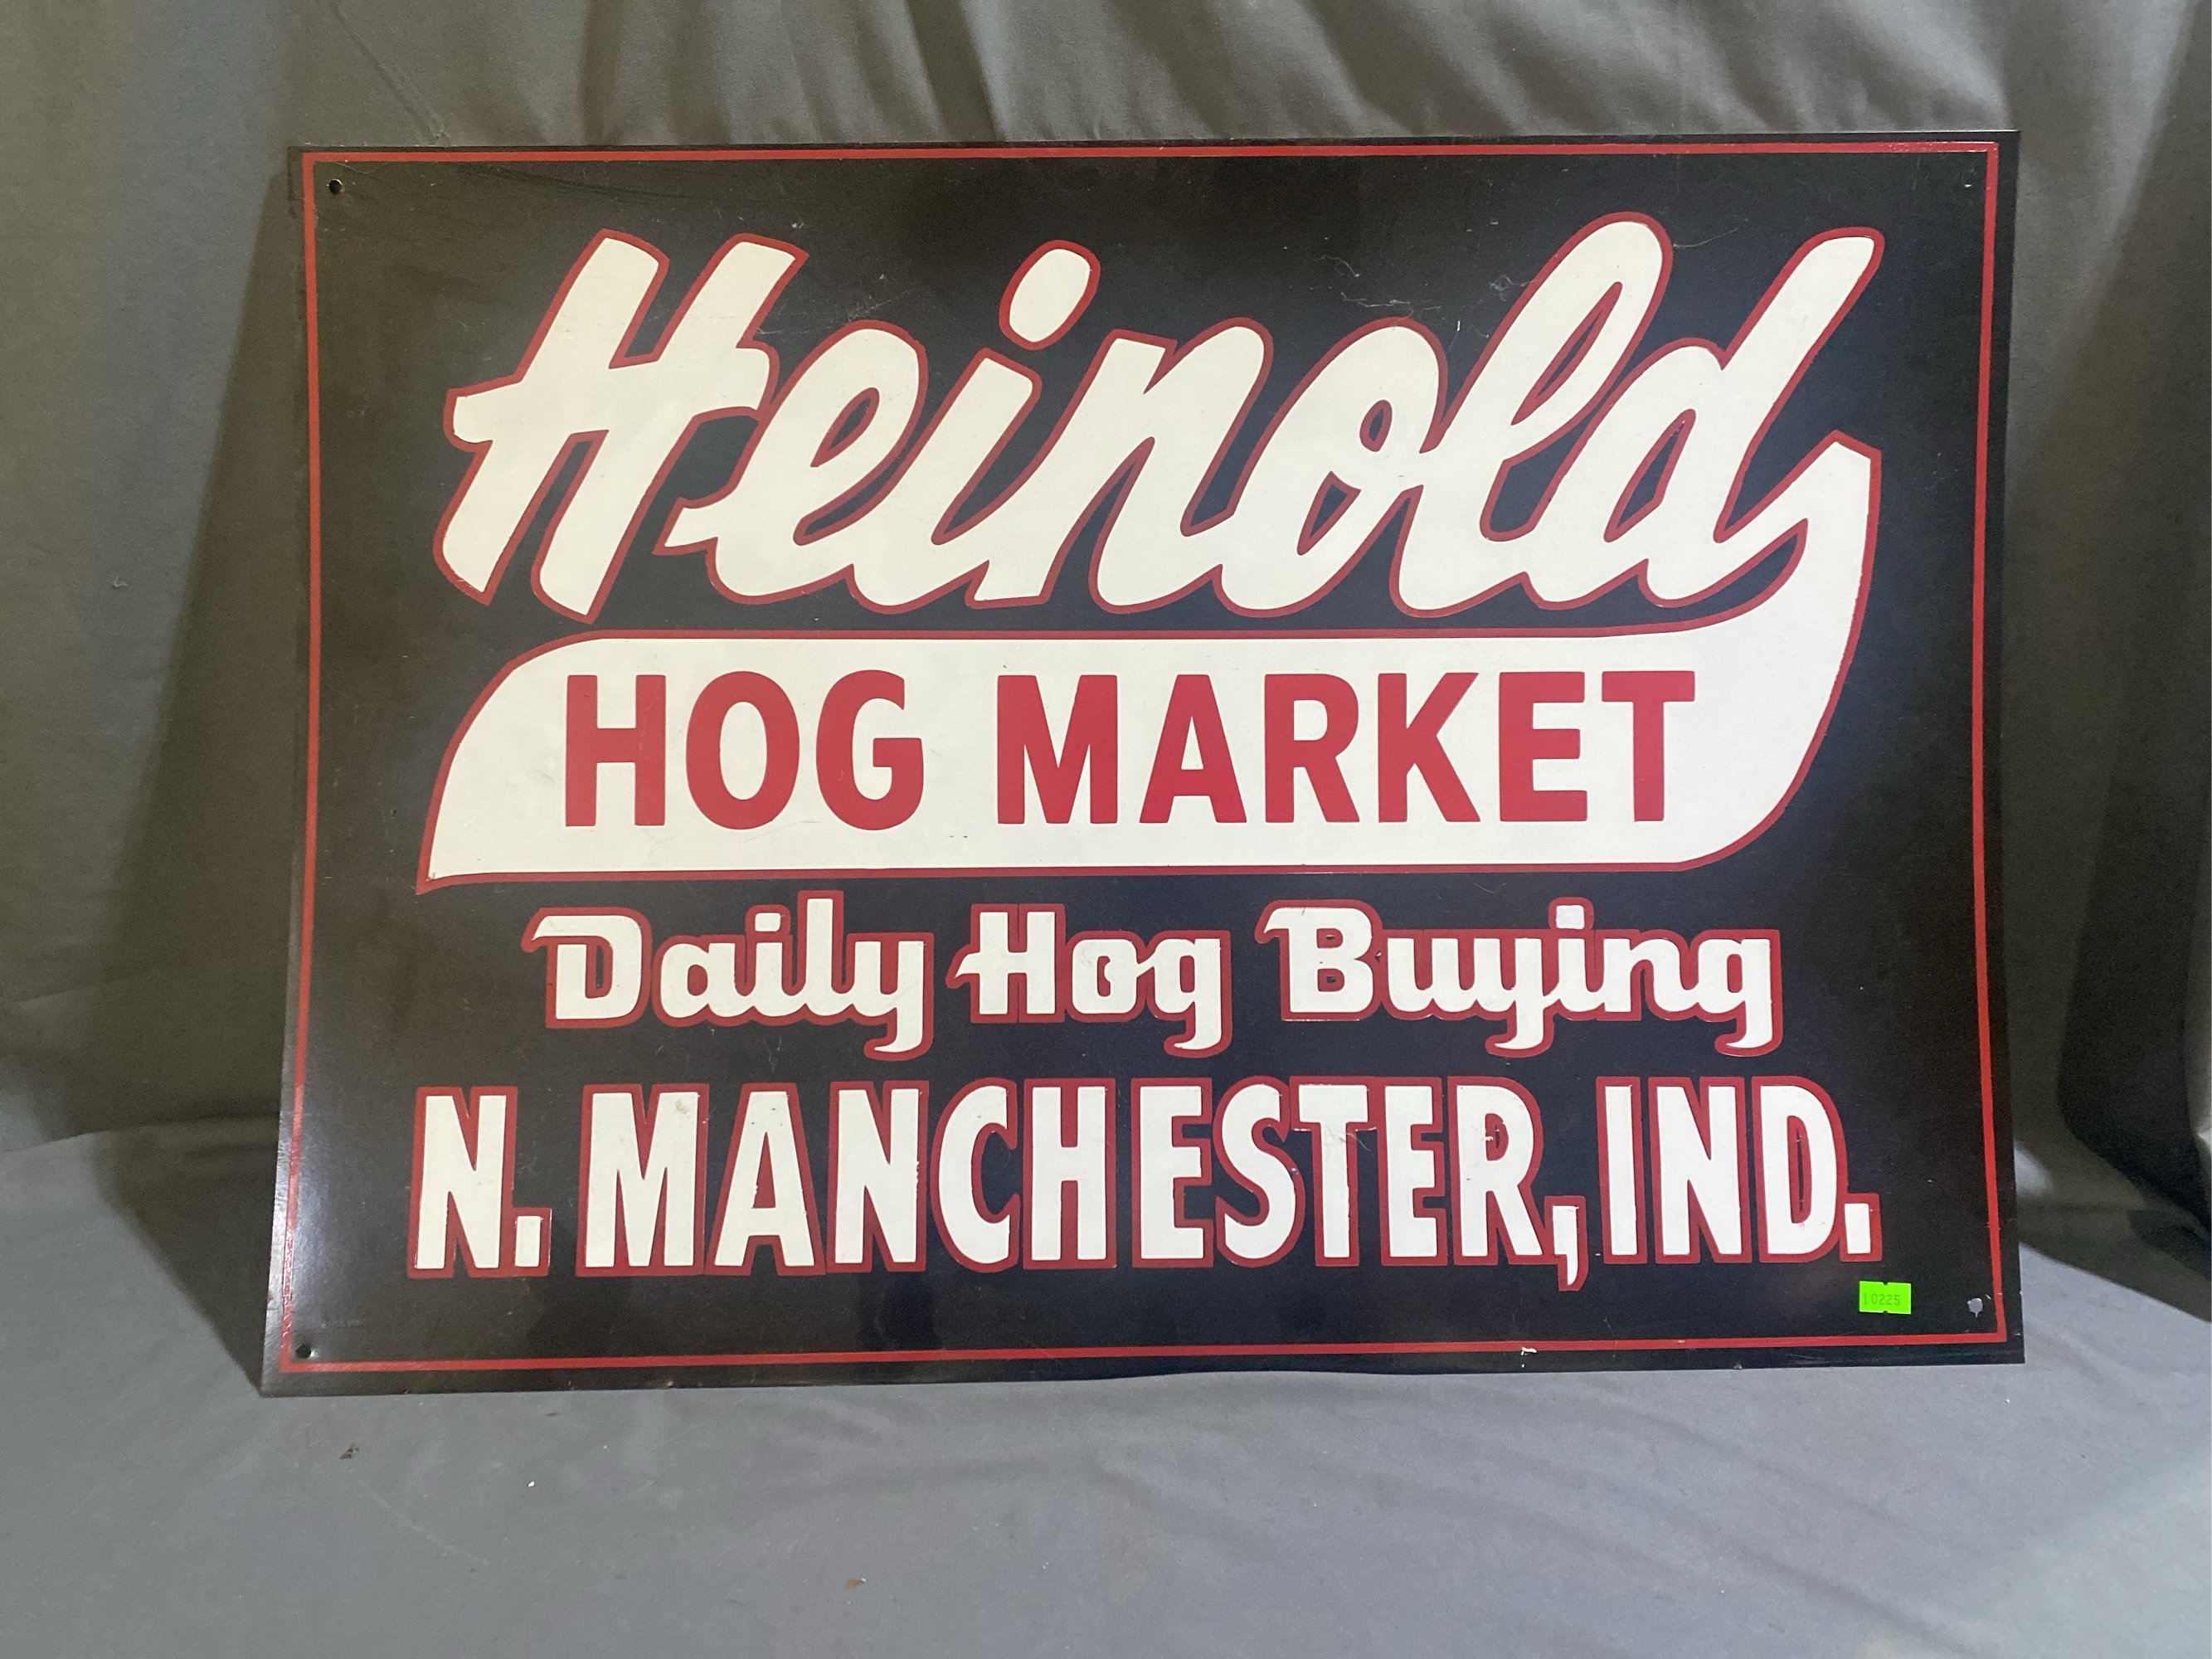 Heinold
HOG MARKET
Daily Hog Buying
N. MANCHESTER, IND.
10225